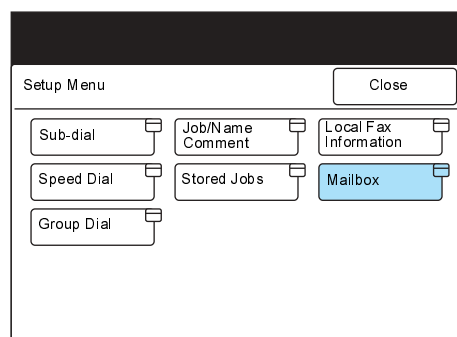 Setup Menu
Close
Sub-dial
Job/Name
Comment
Local Fax
Information
Speed Dial
Stored Jobs
Mailbox
Group Dial